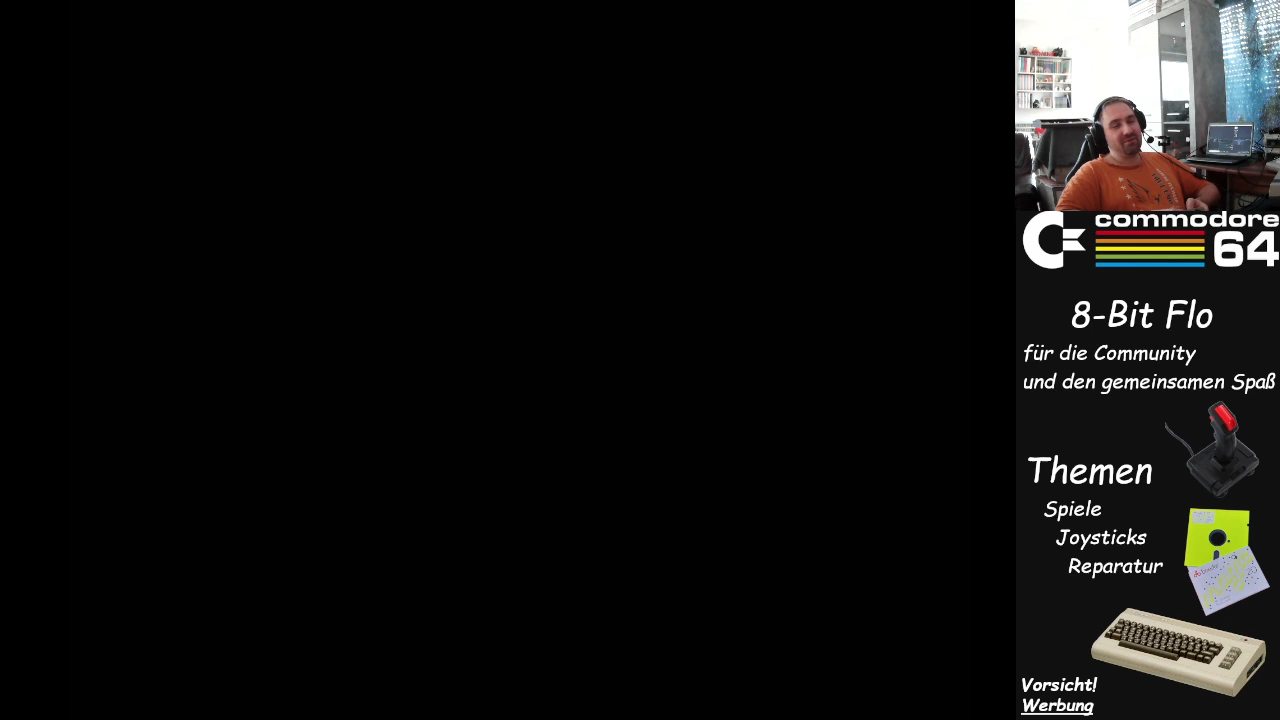 commodore
64
8-Bit Flo
für die Community
und den gemeinsamen Spaß
Themen
Spiele
Joysticks
Reparatur
Vorsicht!
Werbung